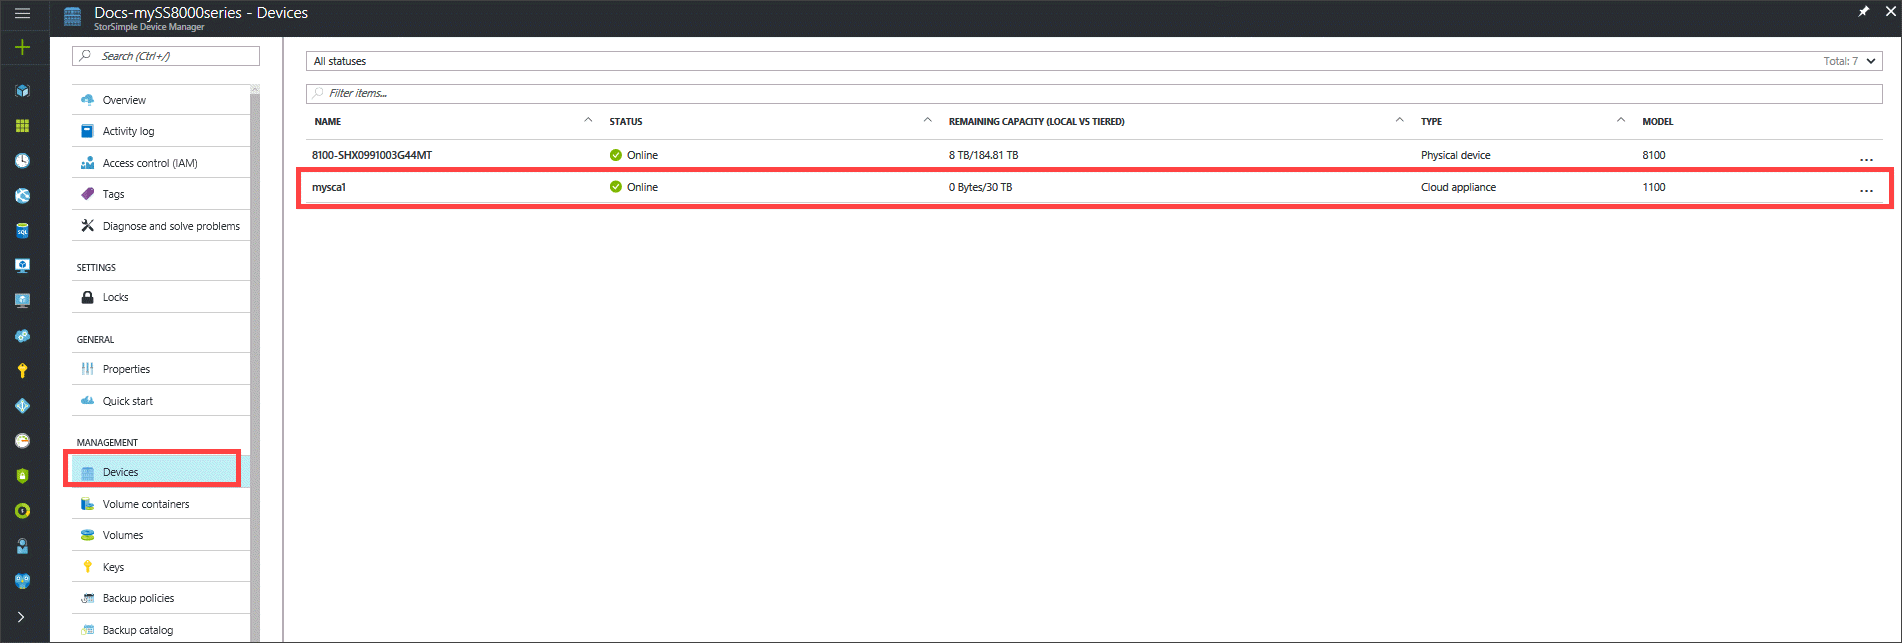 Docs-mySS8000series - Devices
StorSimple Device Manager
Search (Ctrl+/)
Overview
Activity log
Access control (IAM)
Tags
Diagnose and solve problems
SETTINGS
Locks
GENERAL
Properties
Quick start
MANAGEMENT
Devices
Volume containers
Volumes
Keys
Backup policies
Backup catalog
All statuses Total: 7
Filter items...
NAME STATUS REMAINING CAPACITY (LOCAL VS TIERED) TYPE MODEL
8100-SHX0991003G44MT Online 8 TB/184.81 TB Physical device 8100 ...
mysca1 Online 0 Bytes/30 TB Cloud appliance 1100 ...